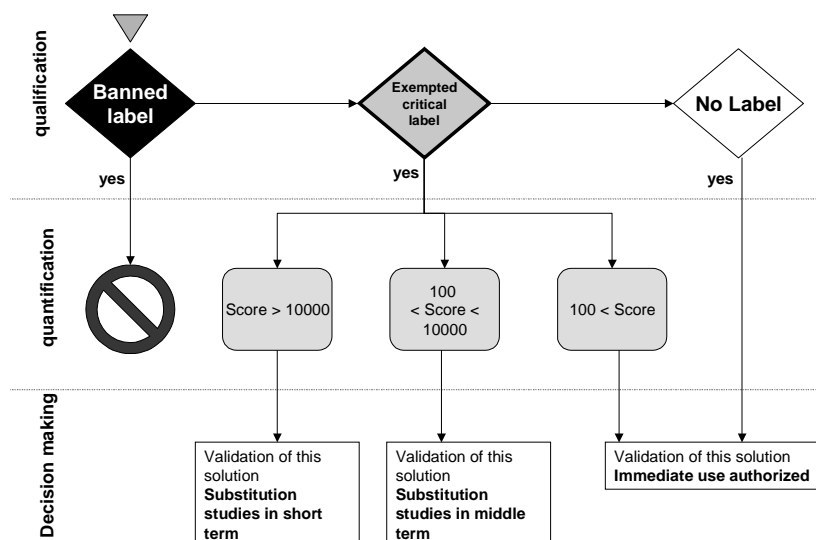 qualification
Banned
label
Exempted
critical
label
No Label
yes
yes
yes
quantification
Score > 10000
100
< Score <
10000
100 < Score
Decision making
Validation of this
solution
Substitution
studies in short
term
Validation of this
solution
Substitution
studies in middle
term
Validation of this solution
Immediate use authorized